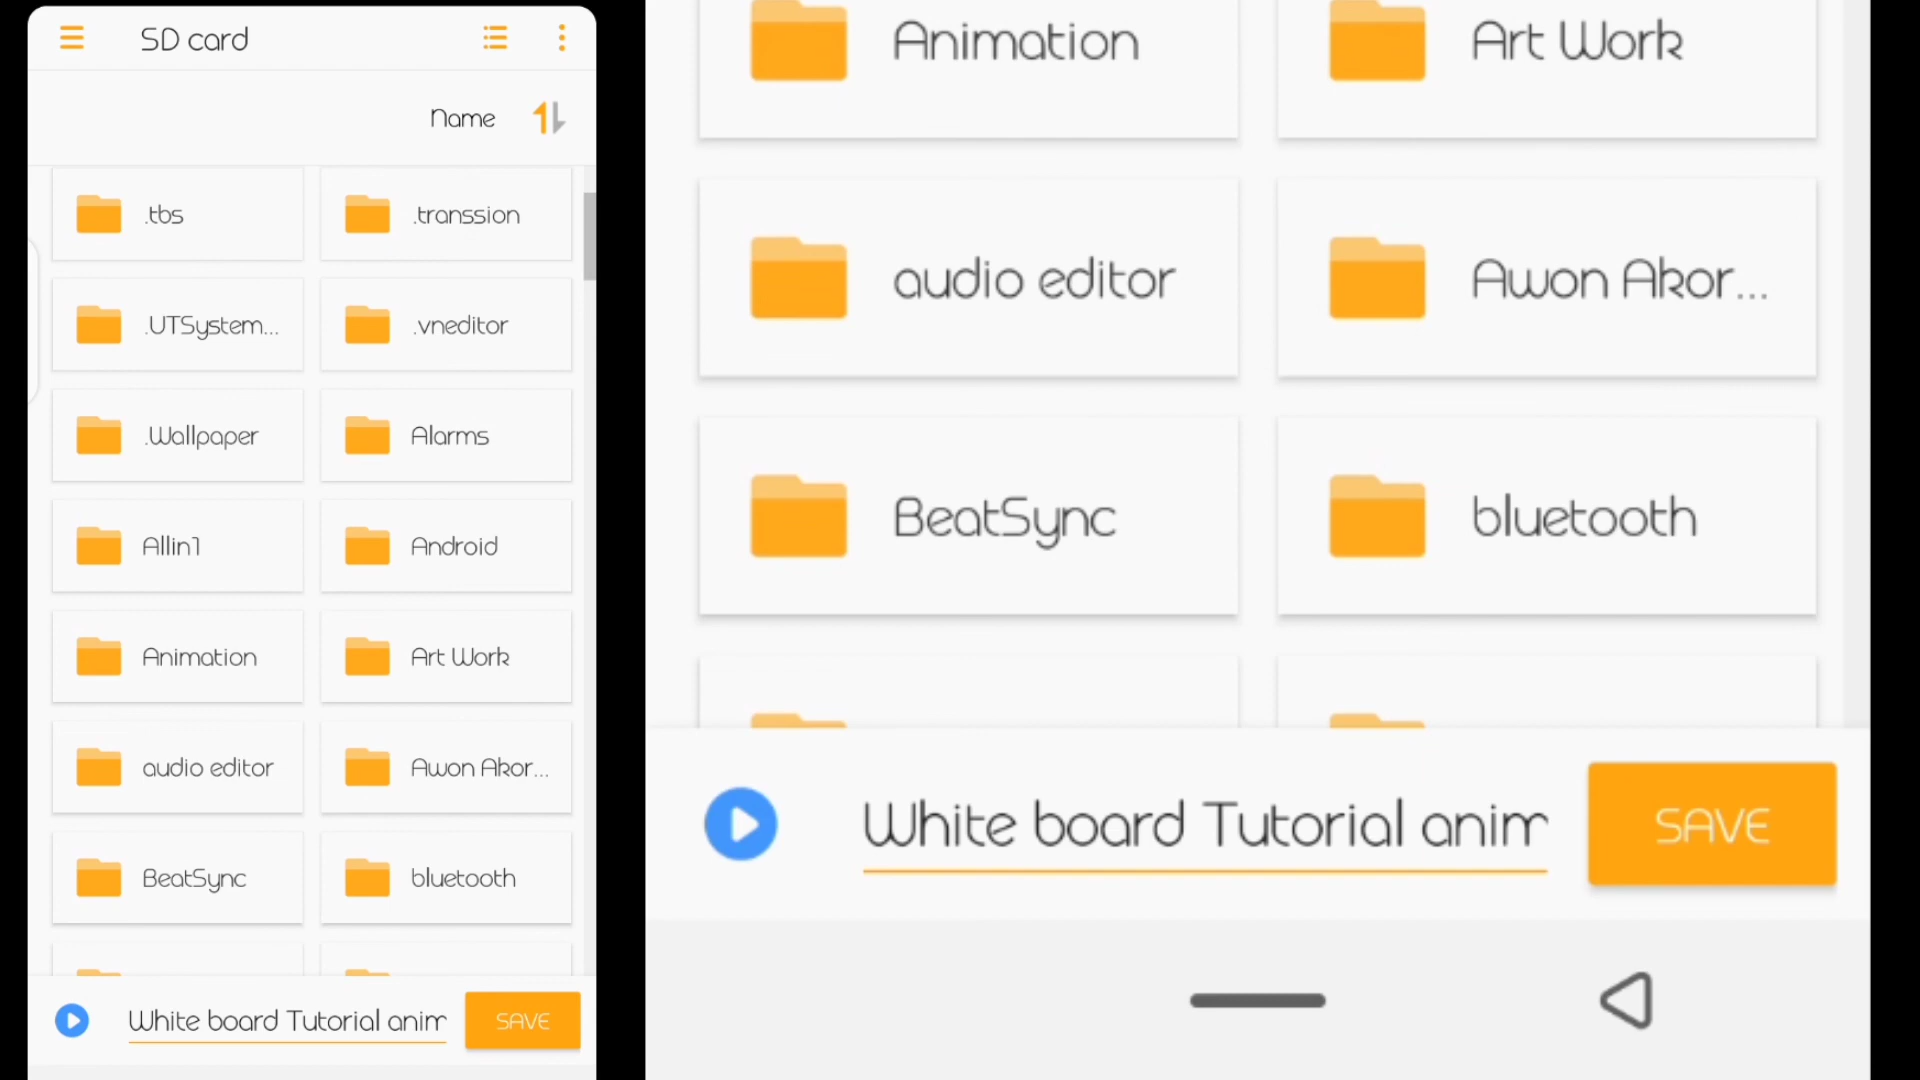 SD card
Name
.tbs
.transsion
.UTSystem...
.vneditor
.Wallpaper
Alarms
Allin1
Android
Animation
Art Work
audio editor
Awon Akor...
BeatSync
bluetooth
White board Tutorial anim
SAVE
Animation
Art Work
audio editor
Awon Akor...
BeatSync
bluetooth
White board Tutorial anim
SAVE